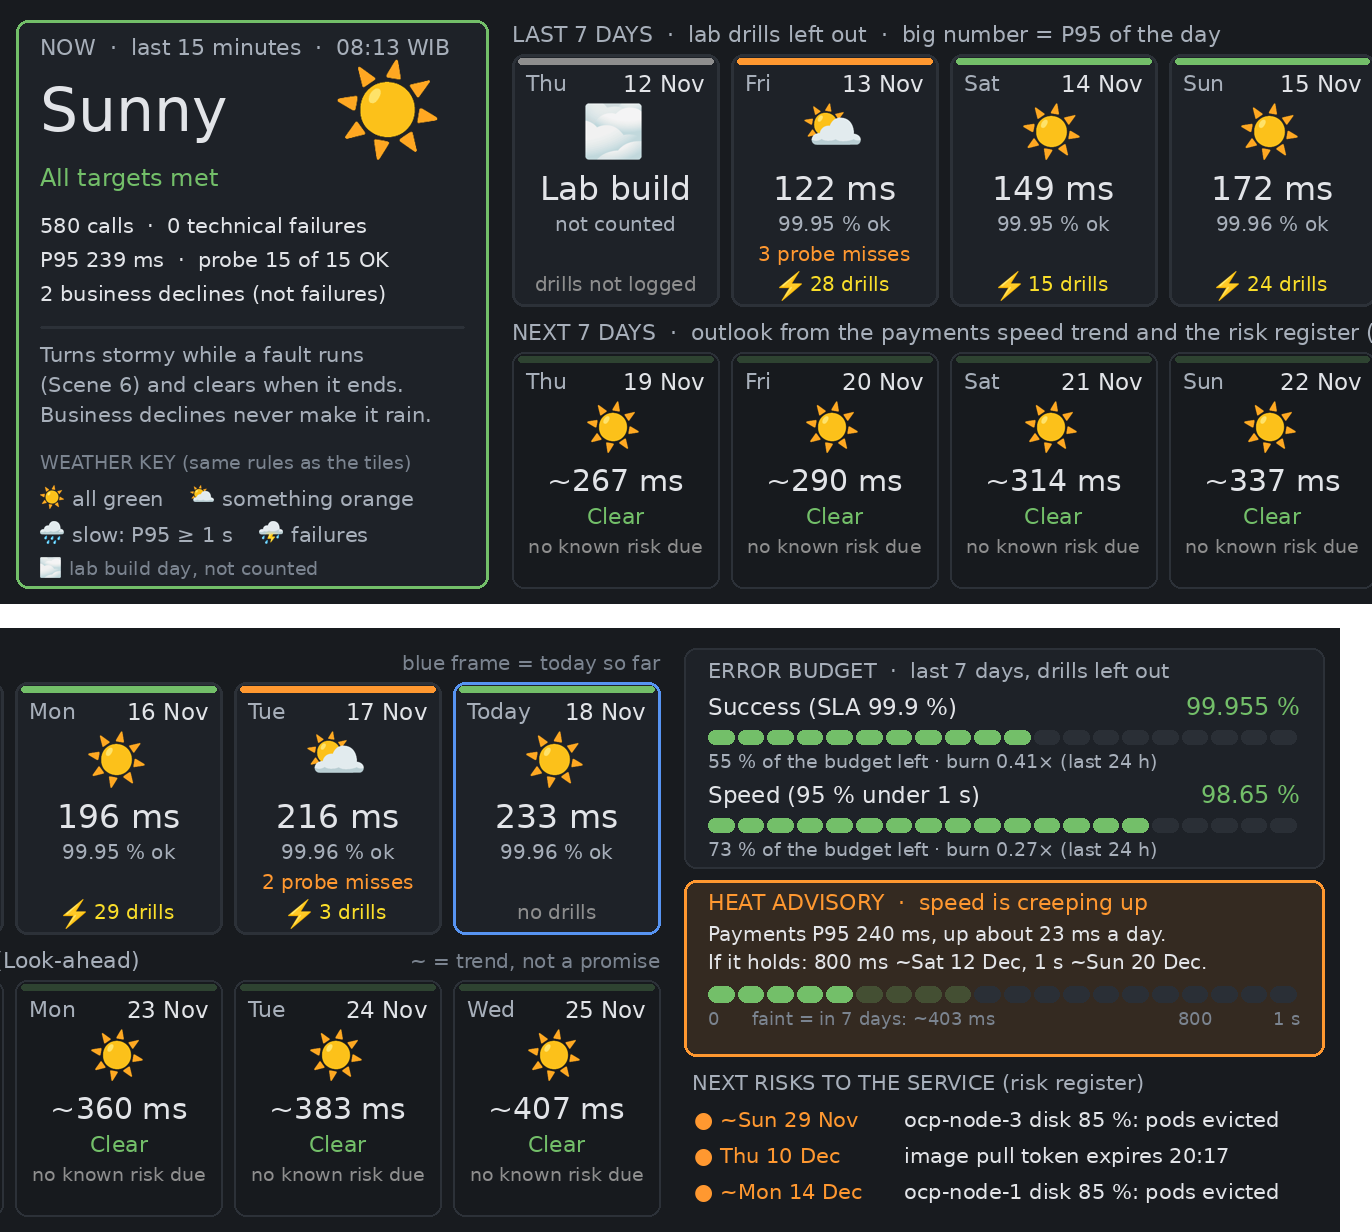 NOW · last 15 minutes · 08:13 WIB
Sunny
All targets met
580 calls · 0 technical failures
P95 239 ms · probe 15 of 15 OK
2 business declines (not failures)
Turns stormy while a fault runs
(Scene 6) and clears when it ends.
Business declines never make it rain.
WEATHER KEY (same rules as the tiles)
all green something orange
slow: P95 ≥ 1 s failures
lab build day, not counted
LAST 7 DAYS · lab drills left out · big number = P95 of the day
Thu 12 Nov
Lab build
not counted
drills not logged
Fri 13 Nov
122 ms
99.95 % ok
3 probe misses
28 drills
Sat 14 Nov
149 ms
99.95 % ok
15 drills
Sun 15 Nov
172 ms
99.96 % ok
24 drills
NEXT 7 DAYS · outlook from the payments speed trend and the risk register (
Thu 19 Nov
~267 ms
Clear
no known risk due
Fri 20 Nov
~290 ms
Clear
no known risk due
Sat 21 Nov
~314 ms
Clear
no known risk due
Sun 22 Nov
~337 ms
Clear
no known risk due
blue frame = today so far
Mon 16 Nov
196 ms
99.95 % ok
29 drills
Tue 17 Nov
216 ms
99.96 % ok
2 probe misses
3 drills
Today 18 Nov
233 ms
99.96 % ok
no drills
(Look-ahead)
~ = trend, not a promise
Mon 23 Nov
~360 ms
Clear
no known risk due
Tue 24 Nov
~383 ms
Clear
no known risk due
Wed 25 Nov
~407 ms
Clear
no known risk due
ERROR BUDGET · last 7 days, drills left out
Success (SLA 99.9 %) 99.955 %
55 % of the budget left · burn 0.41× (last 24 h)
Speed (95 % under 1 s) 98.65 %
73 % of the budget left · burn 0.27× (last 24 h)
HEAT ADVISORY · speed is creeping up
Payments P95 240 ms, up about 23 ms a day.
If it holds: 800 ms ~Sat 12 Dec, 1 s ~Sun 20 Dec.
0 faint = in 7 days: ~403 ms 800 1 s
NEXT RISKS TO THE SERVICE (risk register)
~Sun 29 Nov ocp-node-3 disk 85 %: pods evicted
Thu 10 Dec image pull token expires 20:17
~Mon 14 Dec ocp-node-1 disk 85 %: pods evicted